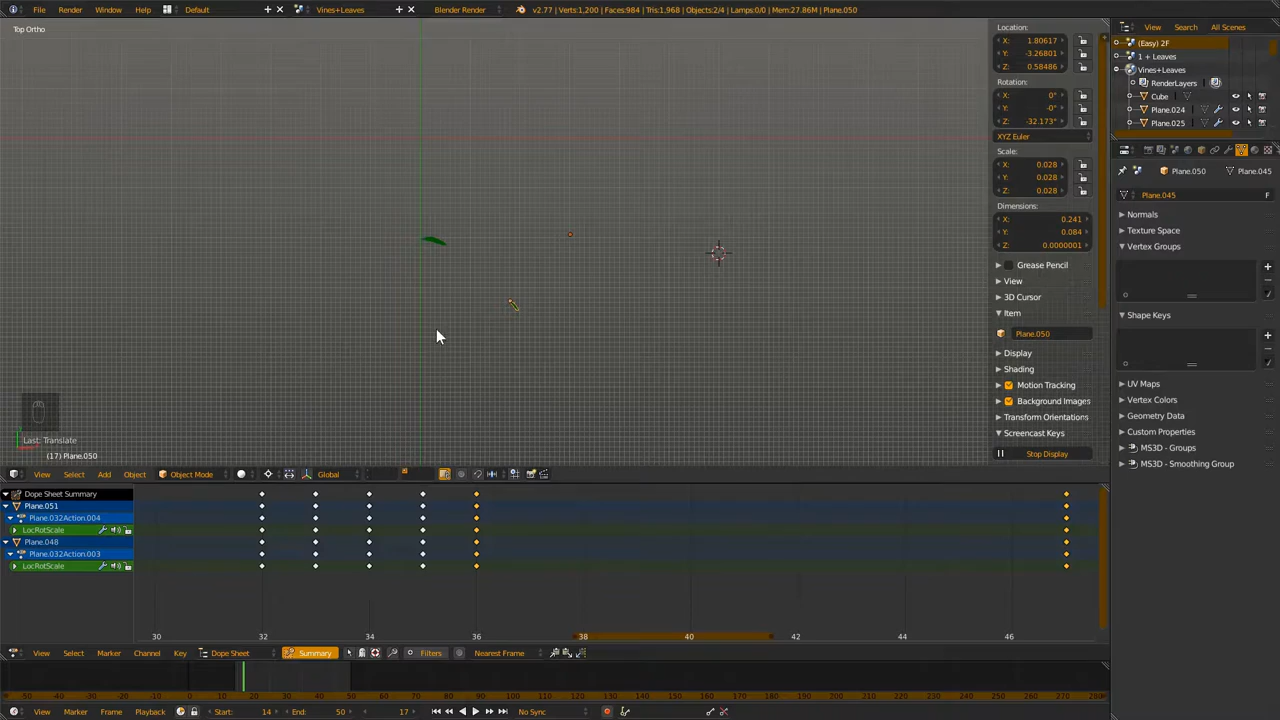 File Render Window Help Default Vines+Leaves Blender Render v2.77 | Verts:1,200 | Faces:984 | Tris:1,968 | Objects:2/4 | Lamps:0/0 | Mem:27.86M | Plane.050
View Search All Scenes
Top Ortho
Location:
X: 1.80617
Y: -3.26801
Z: 0.58486
Rotation:
X: 0°
Y: -0°
Z: -32.173°
XYZ Euler
Scale:
X: 0.028
Y: 0.028
Z: 0.028
Dimensions:
X: 0.241
Y: 0.084
Z: 0.0000001
Grease Pencil
View
3D Cursor
Item
Plane.050
Display
Shading
Motion Tracking
Background Images
Transform Orientations
Screencast Keys
Stop Display
(Easy) 2F
1 + Leaves
Vines+Leaves
RenderLayers
Cube
Plane.024
Plane.025
Plane.050 Plane.045
Plane.045 F
Normals
Texture Space
Vertex Groups
Shape Keys
UV Maps
Vertex Colors
Geometry Data
Custom Properties
MS3D - Groups
MS3D - Smoothing Group
Last: Translate
(17) Plane.050
View Select Add Object Object Mode Global
Dope Sheet Summary
Plane.051
Plane.032Action.004
LocRotScale
Plane.048
Plane.032Action.003
LocRotScale
30 32 34 36 38 40 42 44 46
View Select Marker Channel Key Dope Sheet Summary Filters Nearest Frame
-50 -40 -30 -20 -10 0 10 20 30 40 50 60 70 80 90 100 110 120 130 140 150 160 170 180 190 200 210 220 230 240 250 260 270 280
View Marker Frame Playback Start: 14 End: 50 17 No Sync